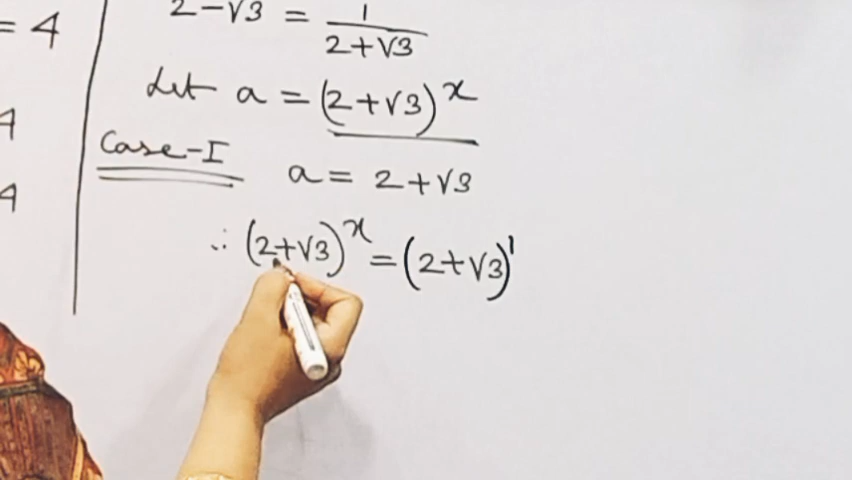 = 4
4
4
2-√3 = 1/(2+√3)
Let a = (2+√3)^x
Case-I
a = 2+√3
∴ (2+√3)^x = (2+√3)^1